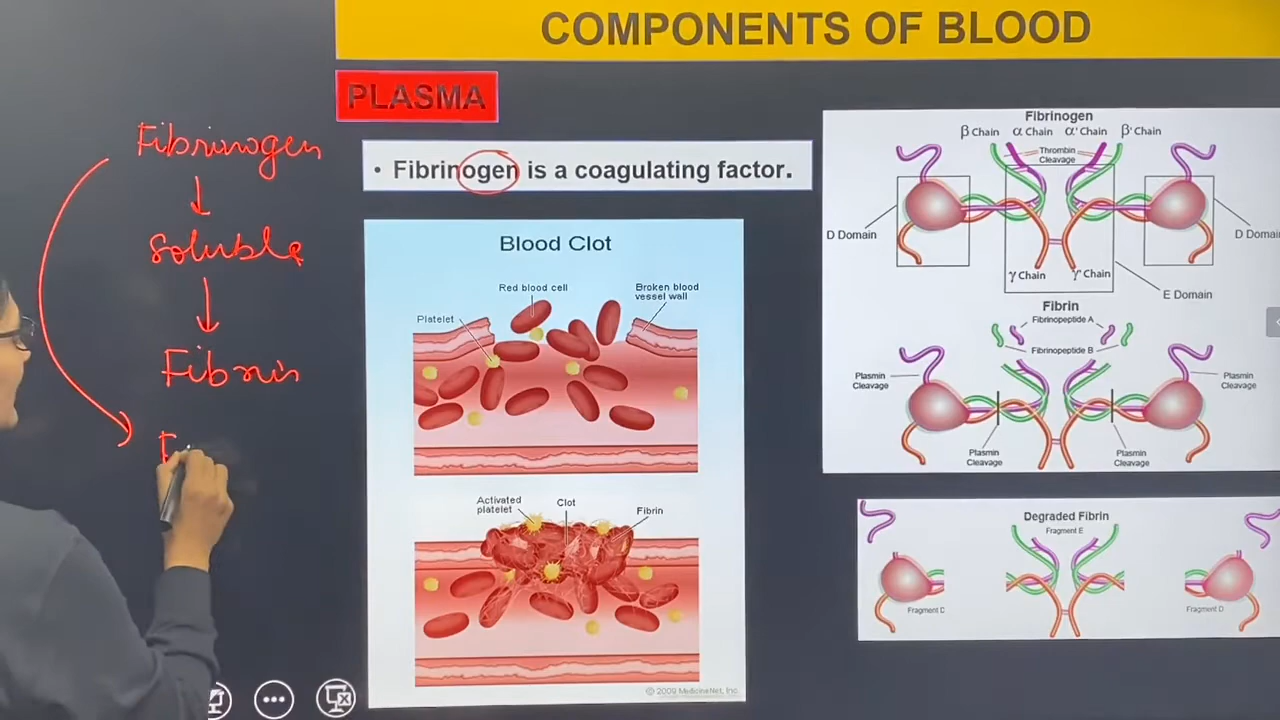 COMPONENTS OF BLOOD
PLASMA
• Fibrinogen is a coagulating factor.
Fibrinogen
↓
Soluble
↓
Fibrin
Blood Clot
Red blood cell
Broken blood
vessel wall
Platelet
Activated
platelet
Clot
Fibrin
© 2009 MedicineNet, Inc.
Fibrinogen
β Chain α Chain α' Chain β' Chain
Thrombin
Cleavage
D Domain
D Domai
γ Chain γ' Chain
E Domain
Fibrin
Fibrinopeptide A
Fibrinopeptide B
Plasmin
Cleavage
Plasmin
Cleavage
Plasmin
Cleavage
Plasmin
Cleavage
Degraded Fibrin
Fragment E
Fragment D